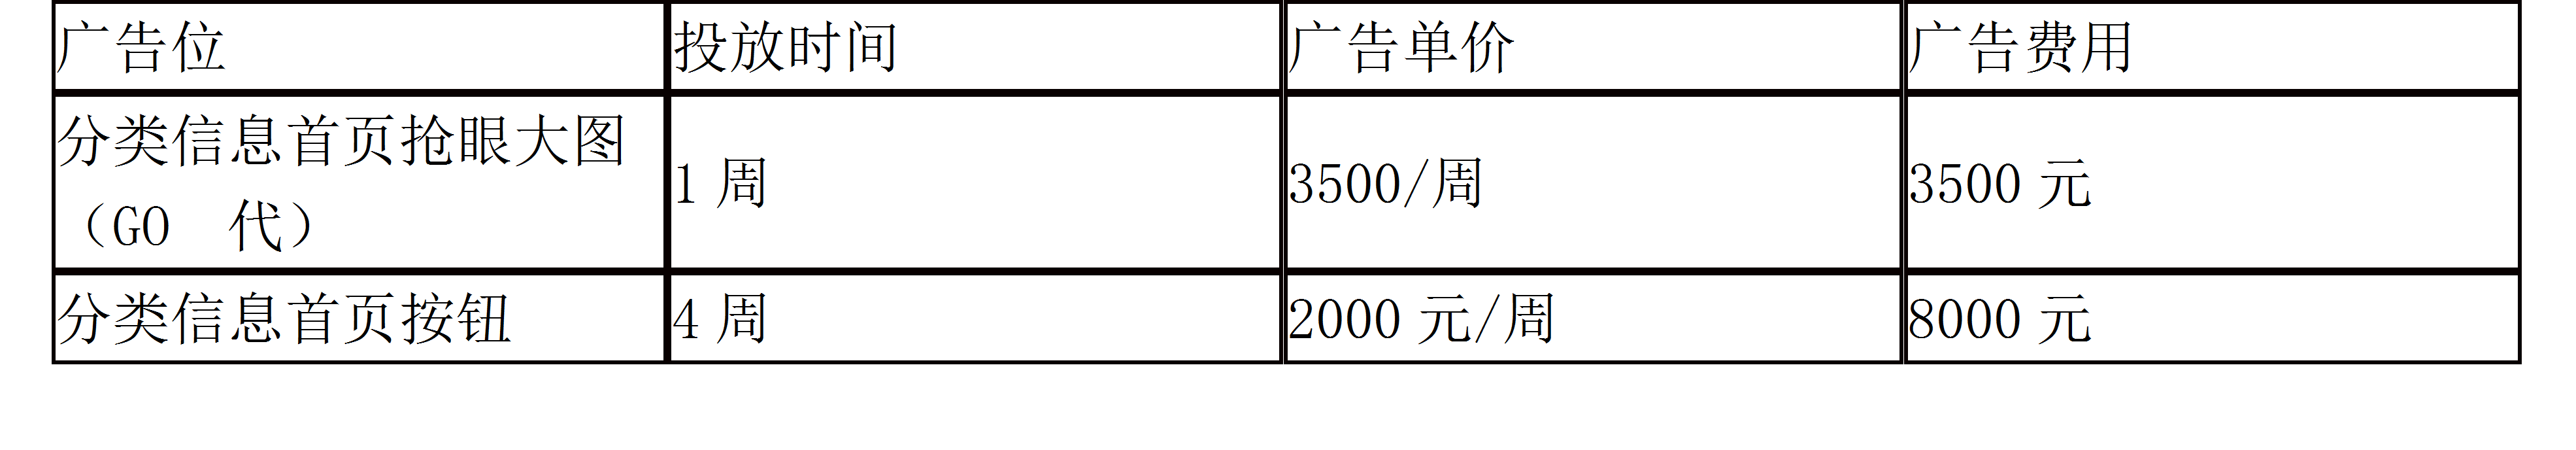 广告位 投放时间 广告单价 广告费用
分类信息首页抢眼大图
（GO 代） 1 周 3500/周 3500 元
分类信息首页按钮 4 周 2000 元/周 8000 元